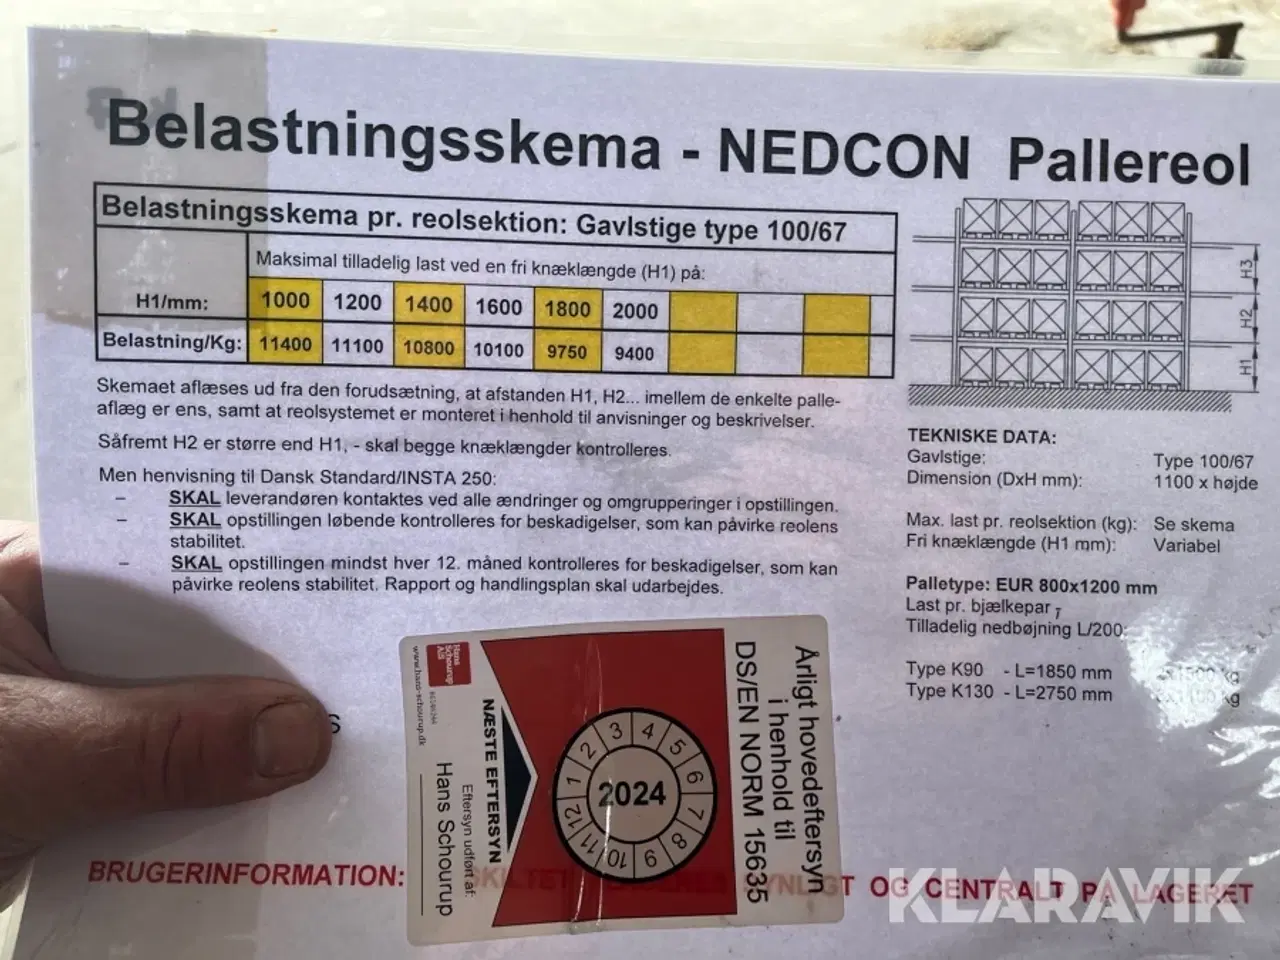 Belastningsskema - NEDCON Pallereol
Belastningsskema pr. reolsektion: Gavlstige type 100/67
Maksimal tilladelig last ved en fri knæklængde (H1) på:
H1/mm: 1000 1200 1400 1600 1800 2000
Belastning/Kg: 11400 11100 10800 10100 9750 9400
Skemaet aflæses ud fra den forudsætning, at afstanden H1, H2... imellem de enkelte palle-
aflæg er ens, samt at reolsystemet er monteret i henhold til anvisninger og beskrivelser.
Såfremt H2 er større end H1, - skal begge knæklængder kontrolleres.
Men henvisning til Dansk Standard/INSTA 250:
– SKAL leverandøren kontaktes ved alle ændringer og omgrupperinger i opstillingen.
– SKAL opstillingen løbende kontrolleres for beskadigelser, som kan påvirke reolens
stabilitet.
– SKAL opstillingen mindst hver 12. måned kontrolleres for beskadigelser, som kan
påvirke reolens stabilitet. Rapport og handlingsplan skal udarbejdes.
H3
H2
H1
TEKNISKE DATA:
Gavlstige: Type 100/67
Dimension (DxH mm): 1100 x højde
Max. last pr. reolsektion (kg): Se skema
Fri knæklængde (H1 mm): Variabel
Palletype: EUR 800x1200 mm
Last pr. bjælkepar
Tilladelig nedbøjning L/200:
Type K90 - L=1850 mm kg
Type K130 - L=2750 mm kg
S
Årligt hovedeftersyn
i henhold til
DS/EN NORM 15635
1 2 3 4 5 6 7 8 9 10 11 12
2024
NÆSTE EFTERSYN
Eftersyn udført af:
Hans Schourup
Hans
Schourup
A/S
www.hans-schourup.dk
BRUGERINFORMATION: T OG CENTRALT PÅ LAGERET
KLARAVIK